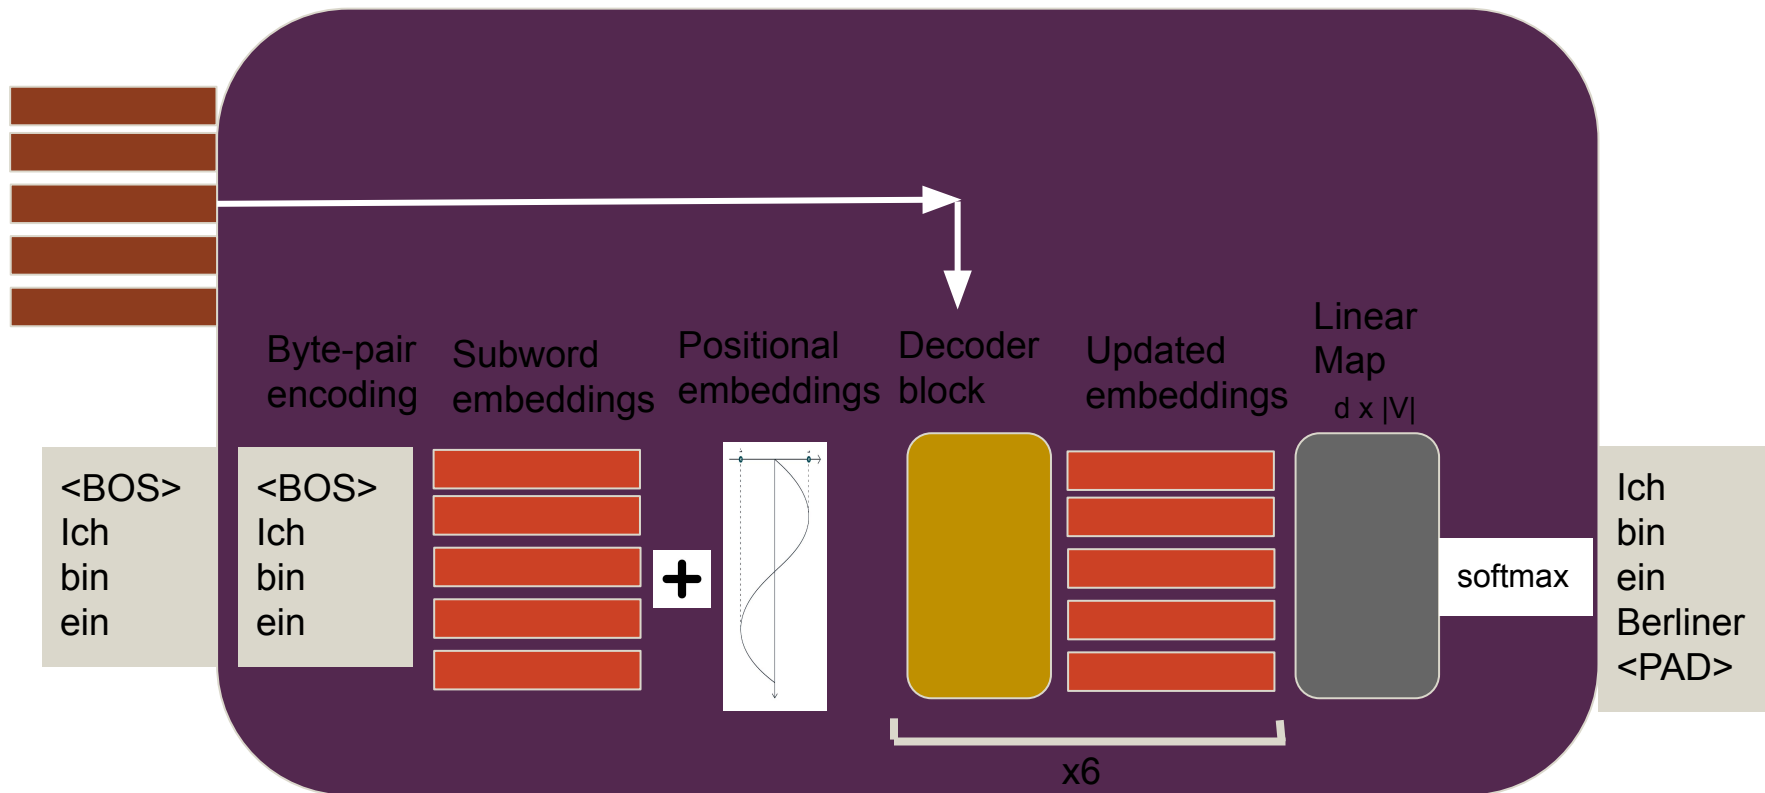 Byte-pair
encoding
Subword
embeddings
Positional
embeddings
Decoder
block
Updated
embeddings
Linear
Map
d x |V|
<BOS>
Ich
bin
ein
<BOS>
Ich
bin
ein
+
softmax
Ich
bin
ein
Berliner
<PAD>
x6